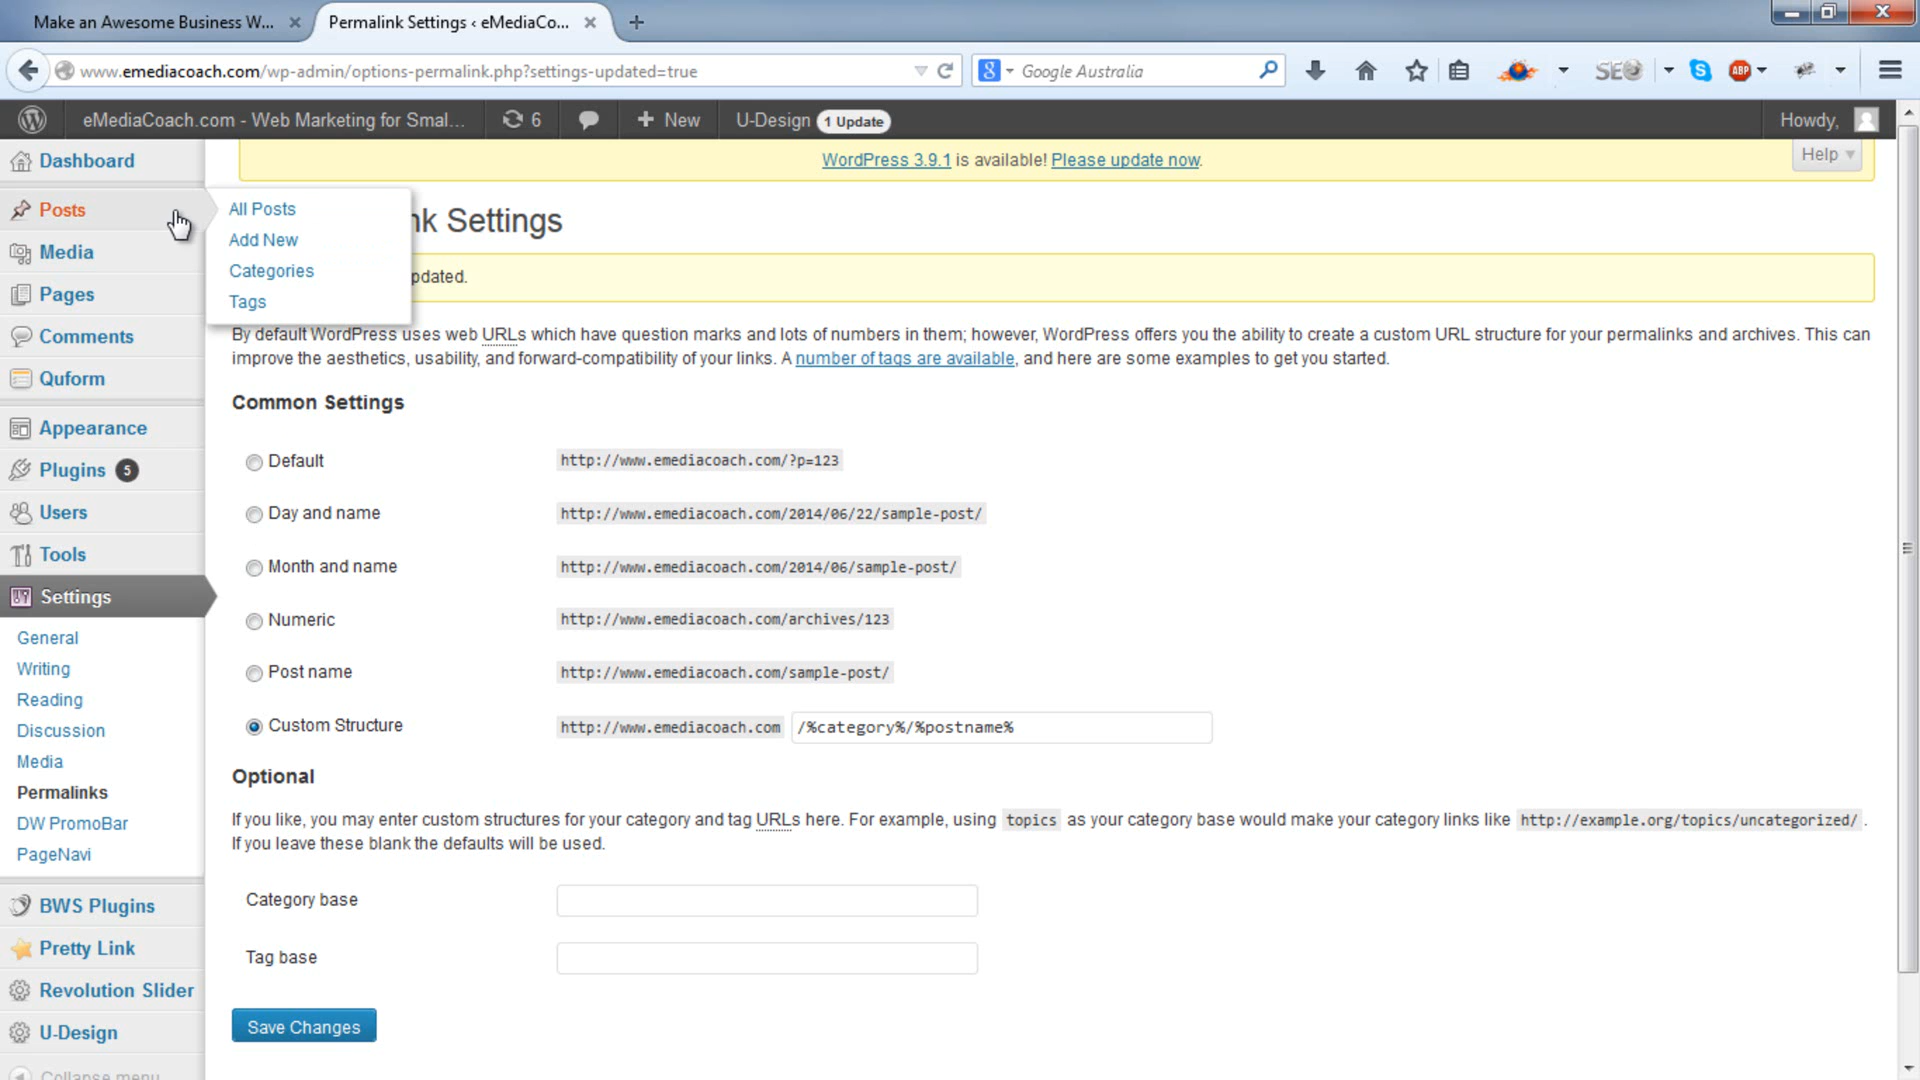 Make an Awesome Business W...
Permalink Settings ‹ eMediaCo...
www.emediacoach.com/wp-admin/options-permalink.php?settings-updated=true
8
Google Australia
SEO
S
ABP
eMediaCoach.com - Web Marketing for Smal...
6
+ New
U-Design 1 Update
Howdy,
WordPress 3.9.1 is available! Please update now.
Help
Dashboard
Posts
Media
Pages
Comments
Quform
Appearance
Plugins 5
Users
Tools
Settings
General
Writing
Reading
Discussion
Media
Permalinks
DW PromoBar
PageNavi
BWS Plugins
Pretty Link
Revolution Slider
U-Design
Collapse menu
All Posts
Add New
Categories
Tags
nk Settings
pdated.
By default WordPress uses web URLs which have question marks and lots of numbers in them; however, WordPress offers you the ability to create a custom URL structure for your permalinks and archives. This can
improve the aesthetics, usability, and forward-compatibility of your links. A number of tags are available, and here are some examples to get you started.
Common Settings
Default http://www.emediacoach.com/?p=123
Day and name http://www.emediacoach.com/2014/06/22/sample-post/
Month and name http://www.emediacoach.com/2014/06/sample-post/
Numeric http://www.emediacoach.com/archives/123
Post name http://www.emediacoach.com/sample-post/
Custom Structure http://www.emediacoach.com /%category%/%postname%
Optional
If you like, you may enter custom structures for your category and tag URLs here. For example, using topics as your category base would make your category links like http://example.org/topics/uncategorized/ .
If you leave these blank the defaults will be used.
Category base
Tag base
Save Changes